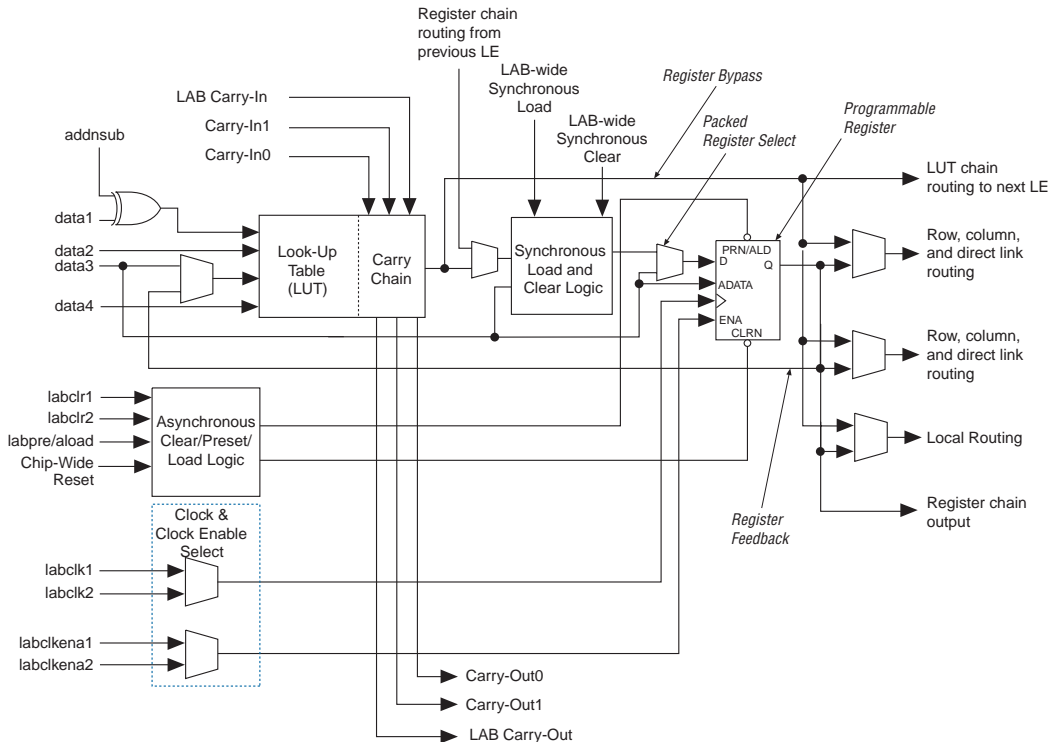 Register chain
routing from
previous LE
LAB-wide
Synchronous
Load
LAB-wide
Synchronous
Clear
Register Bypass
Packed
Register Select
Programmable
Register
LAB Carry-In
Carry-In1
Carry-In0
addnsub
data1
data2
data3
data4
Look-Up
Table
(LUT)
Carry
Chain
Synchronous
Load and
Clear Logic
PRN/ALD
D
Q
ADATA
ENA
CLRN
LUT chain
routing to next LE
Row, column,
and direct link
routing
Row, column,
and direct link
routing
Local Routing
Register chain
output
Register
Feedback
labclr1
labclr2
labpre/aload
Chip-Wide
Reset
Asynchronous
Clear/Preset/
Load Logic
Clock &
Clock Enable
Select
labclk1
labclk2
labclkena1
labclkena2
Carry-Out0
Carry-Out1
LAB Carry-Out